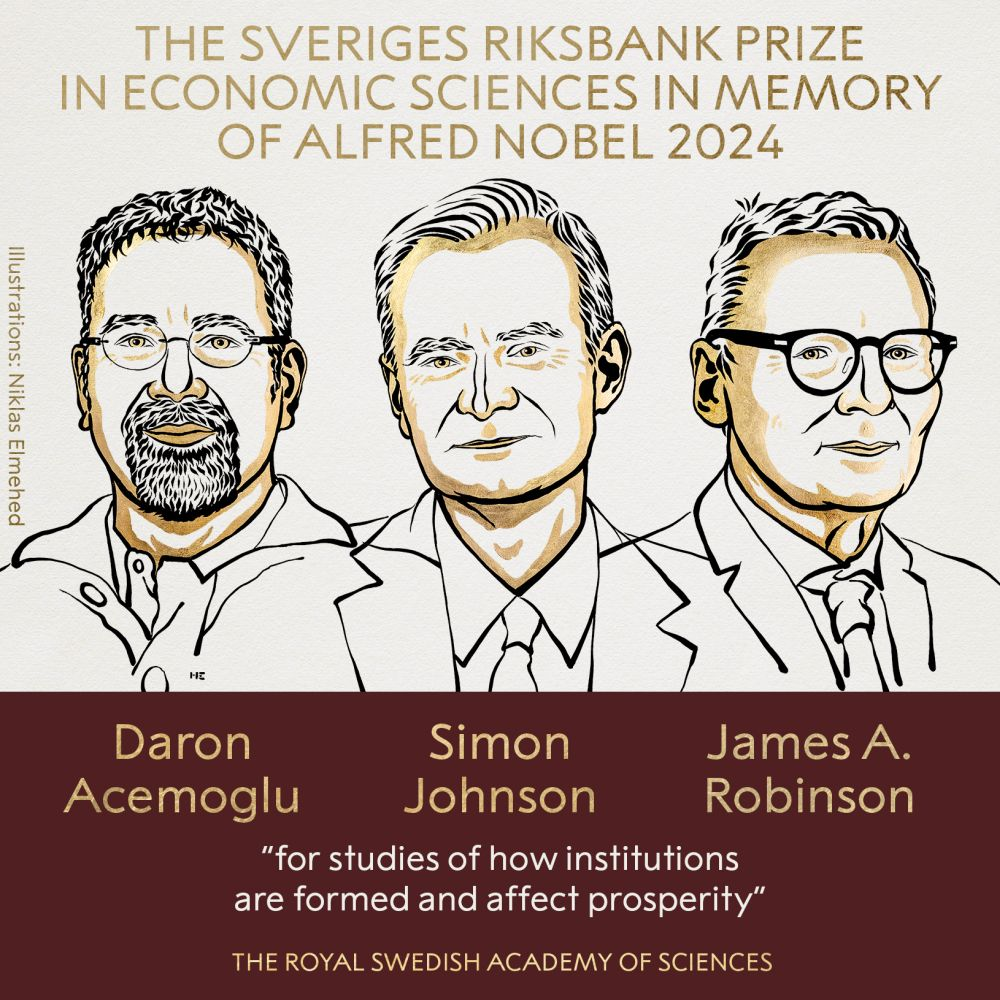 THE SVERIGES RIKSBANK PRIZE
IN ECONOMIC SCIENCES IN MEMORY
OF ALFRED NOBEL 2024
Illustrations: Niklas Elmehed
Daron
Acemoglu
Simon
Johnson
James A.
Robinson
”for studies of how institutions
are formed and affect prosperity”
THE ROYAL SWEDISH ACADEMY OF SCIENCES